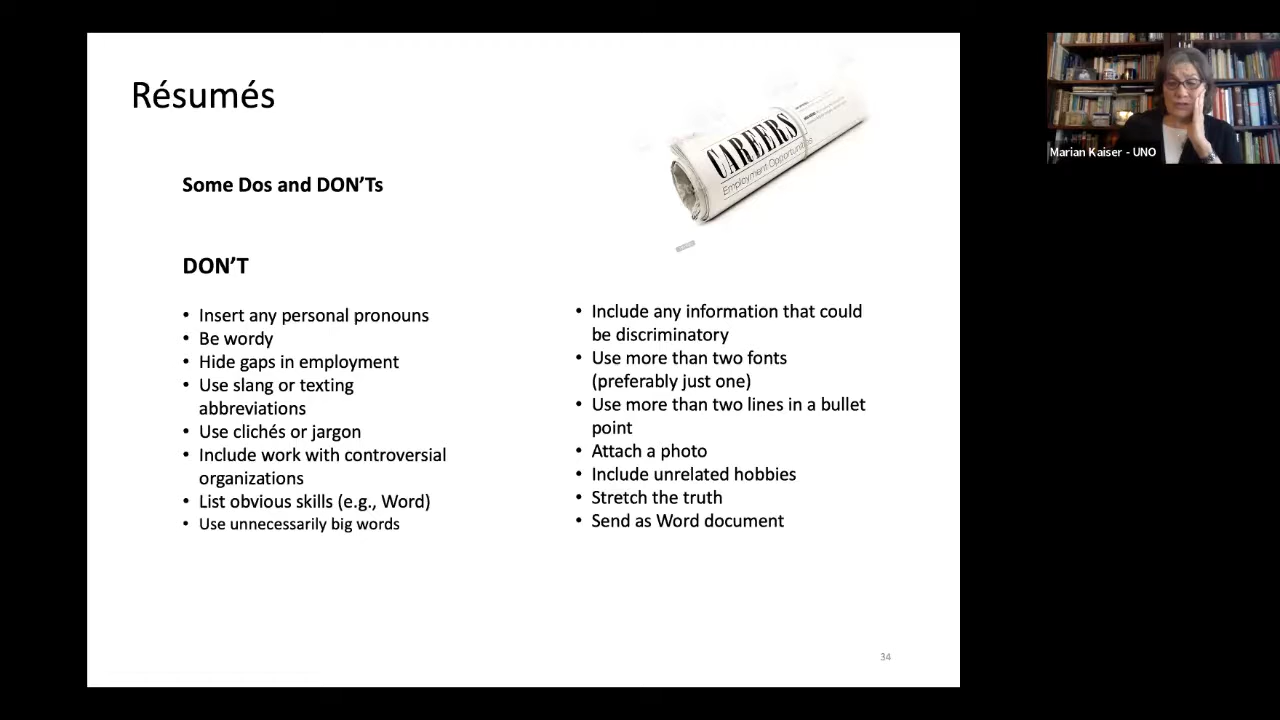 Résumés
CAREERS
Employment Opportunities
Marian Kaiser - UNO
Some Dos and DON'Ts
DON'T
• Insert any personal pronouns
• Be wordy
• Hide gaps in employment
• Use slang or texting
abbreviations
• Use clichés or jargon
• Include work with controversial
organizations
• List obvious skills (e.g., Word)
• Use unnecessarily big words
• Include any information that could
be discriminatory
• Use more than two fonts
(preferably just one)
• Use more than two lines in a bullet
point
• Attach a photo
• Include unrelated hobbies
• Stretch the truth
• Send as Word document
34